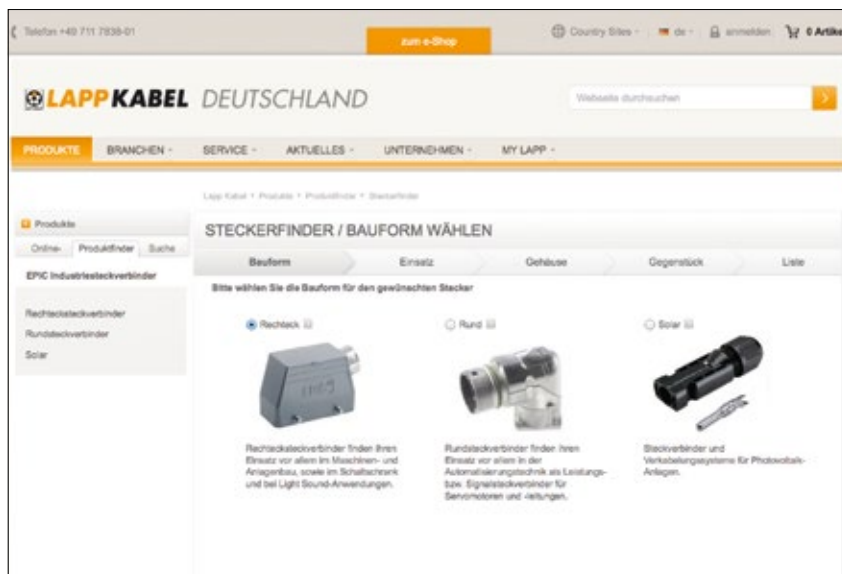 Telefon +49 711 7838-01
zum e-Shop
Country Sites
de
anmelden
0 Artikel
LAPP KABEL DEUTSCHLAND
Webseite durchsuchen
PRODUKTE
BRANCHEN
SERVICE
AKTUELLES
UNTERNEHMEN
MY LAPP
Lapp Kabel
Produkte
Produktfinder
Steckerfinder
Produkte
Online-
Produktfinder
Suche
EPIC Industriesteckverbinder
Rechtecksteckverbinder
Rundsteckverbinder
Solar
STECKERFINDER / BAUFORM WÄHLEN
Bauform
Einsatz
Gehäuse
Gegenstück
Liste
Bitte wählen Sie die Bauform für den gewünschten Stecker
Rechteck
Rund
Solar
Rechtecksteckverbinder finden ihren
Einsatz vor allem im Maschinen- und
Anlagenbau, sowie im Schaltschrank
und bei Light Sound-Anwendungen.
Rundsteckverbinder finden ihren
Einsatz vor allem in der
Automatisierungstechnik als Leistungs-
bzw. Signalsteckverbinder für
Servomotoren und -leitungen.
Steckverbinder und
Verkabelungssysteme für Photovoltaik-
Anlagen.